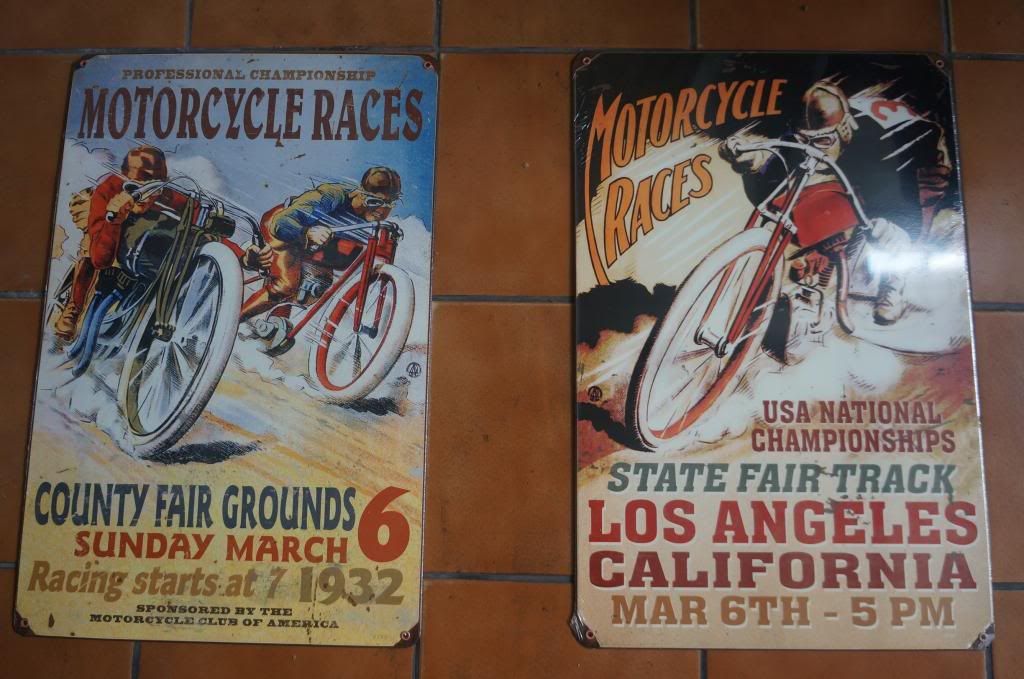 PROFESSIONAL CHAMPIONSHIP
MOTORCYCLE RACES
COUNTY FAIR GROUNDS
SUNDAY MARCH 6
Racing starts at 7 1932
SPONSORED BY THE
MOTORCYCLE CLUB OF AMERICA
MOTORCYCLE
RACES
3
USA NATIONAL
CHAMPIONSHIPS
STATE FAIR TRACK
LOS ANGELES
CALIFORNIA
MAR 6TH - 5 PM